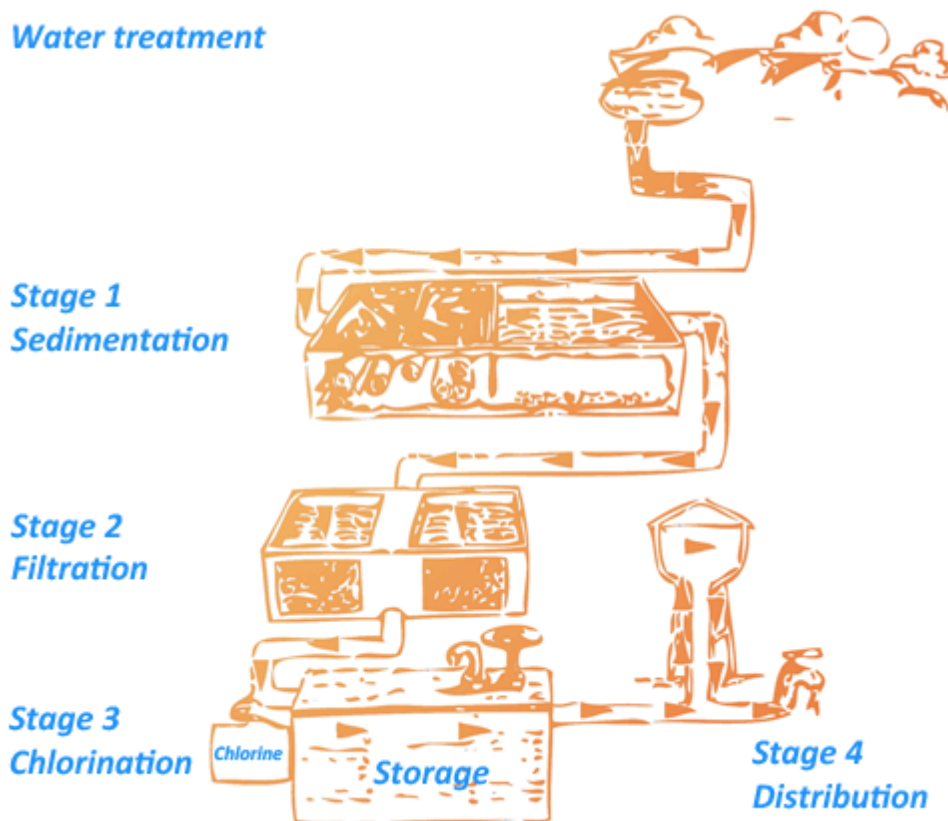 Water treatment
Stage 1
Sedimentation
Stage 2
Filtration
Stage 3
Chlorination
Chlorine
Storage
Stage 4
Distribution